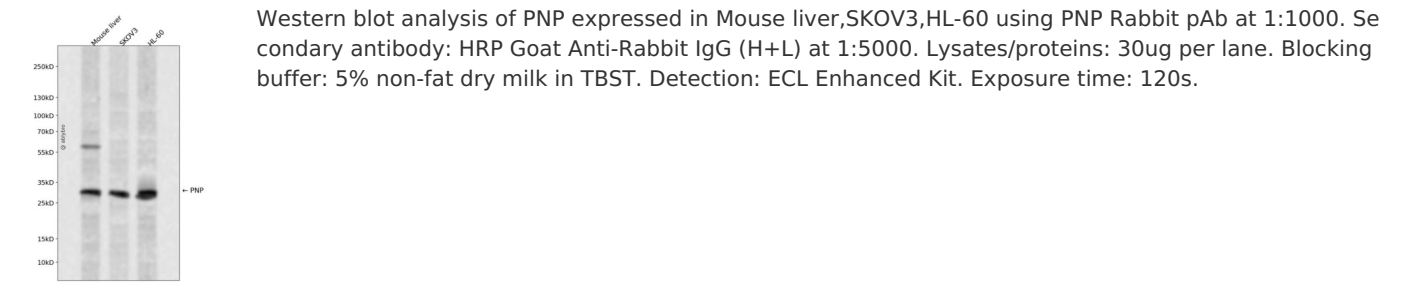 Mouse liver
SKOV3
HL-60
250kD
130kD
100kD
70kD
55kD
35kD
25kD
15kD
10kD
@ abybro
← PNP
Western blot analysis of PNP expressed in Mouse liver,SKOV3,HL-60 using PNP Rabbit pAb at 1:1000. Se
condary antibody: HRP Goat Anti-Rabbit IgG (H+L) at 1:5000. Lysates/proteins: 30ug per lane. Blocking
buffer: 5% non-fat dry milk in TBST. Detection: ECL Enhanced Kit. Exposure time: 120s.